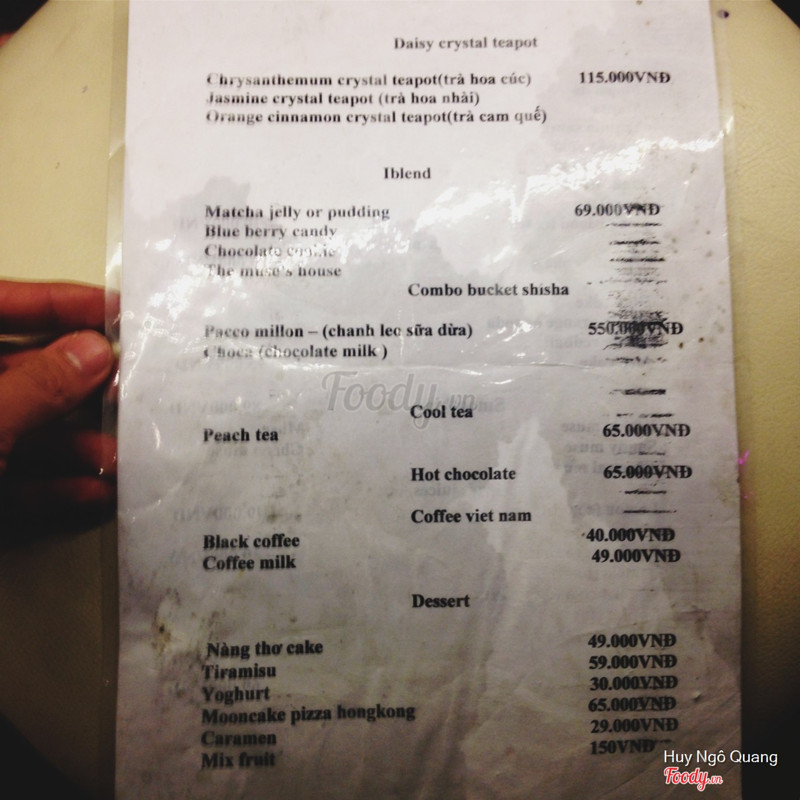 Daisy crystal teapot
Chrysanthemum crystal teapot(trà hoa cúc) 115.000VNĐ
Jasmine crystal teapot (trà hoa nhài)
Orange cinnamon crystal teapot(trà cam quế)
Iblend
Matcha jelly or pudding 69.000VNĐ
Blue berry candy
Chocolate cookie
The muse's house
Combo bucket shisha
Pacco millon – (chanh leo sữa dừa) 550.000VNĐ
Choca (chocolate milk )
Foody.vn
Cool tea
Peach tea 65.000VNĐ
Hot chocolate 65.000VNĐ
Coffee viet nam
Black coffee 40.000VNĐ
Coffee milk 49.000VNĐ
Dessert
Nàng thơ cake 49.000VNĐ
Tiramisu 59.000VNĐ
Yoghurt 30.000VNĐ
Mooncake pizza hongkong 65.000VNĐ
Caramen 29.000VNĐ
Mix fruit 150VNĐ
Huy Ngô Quang
Foody.vn